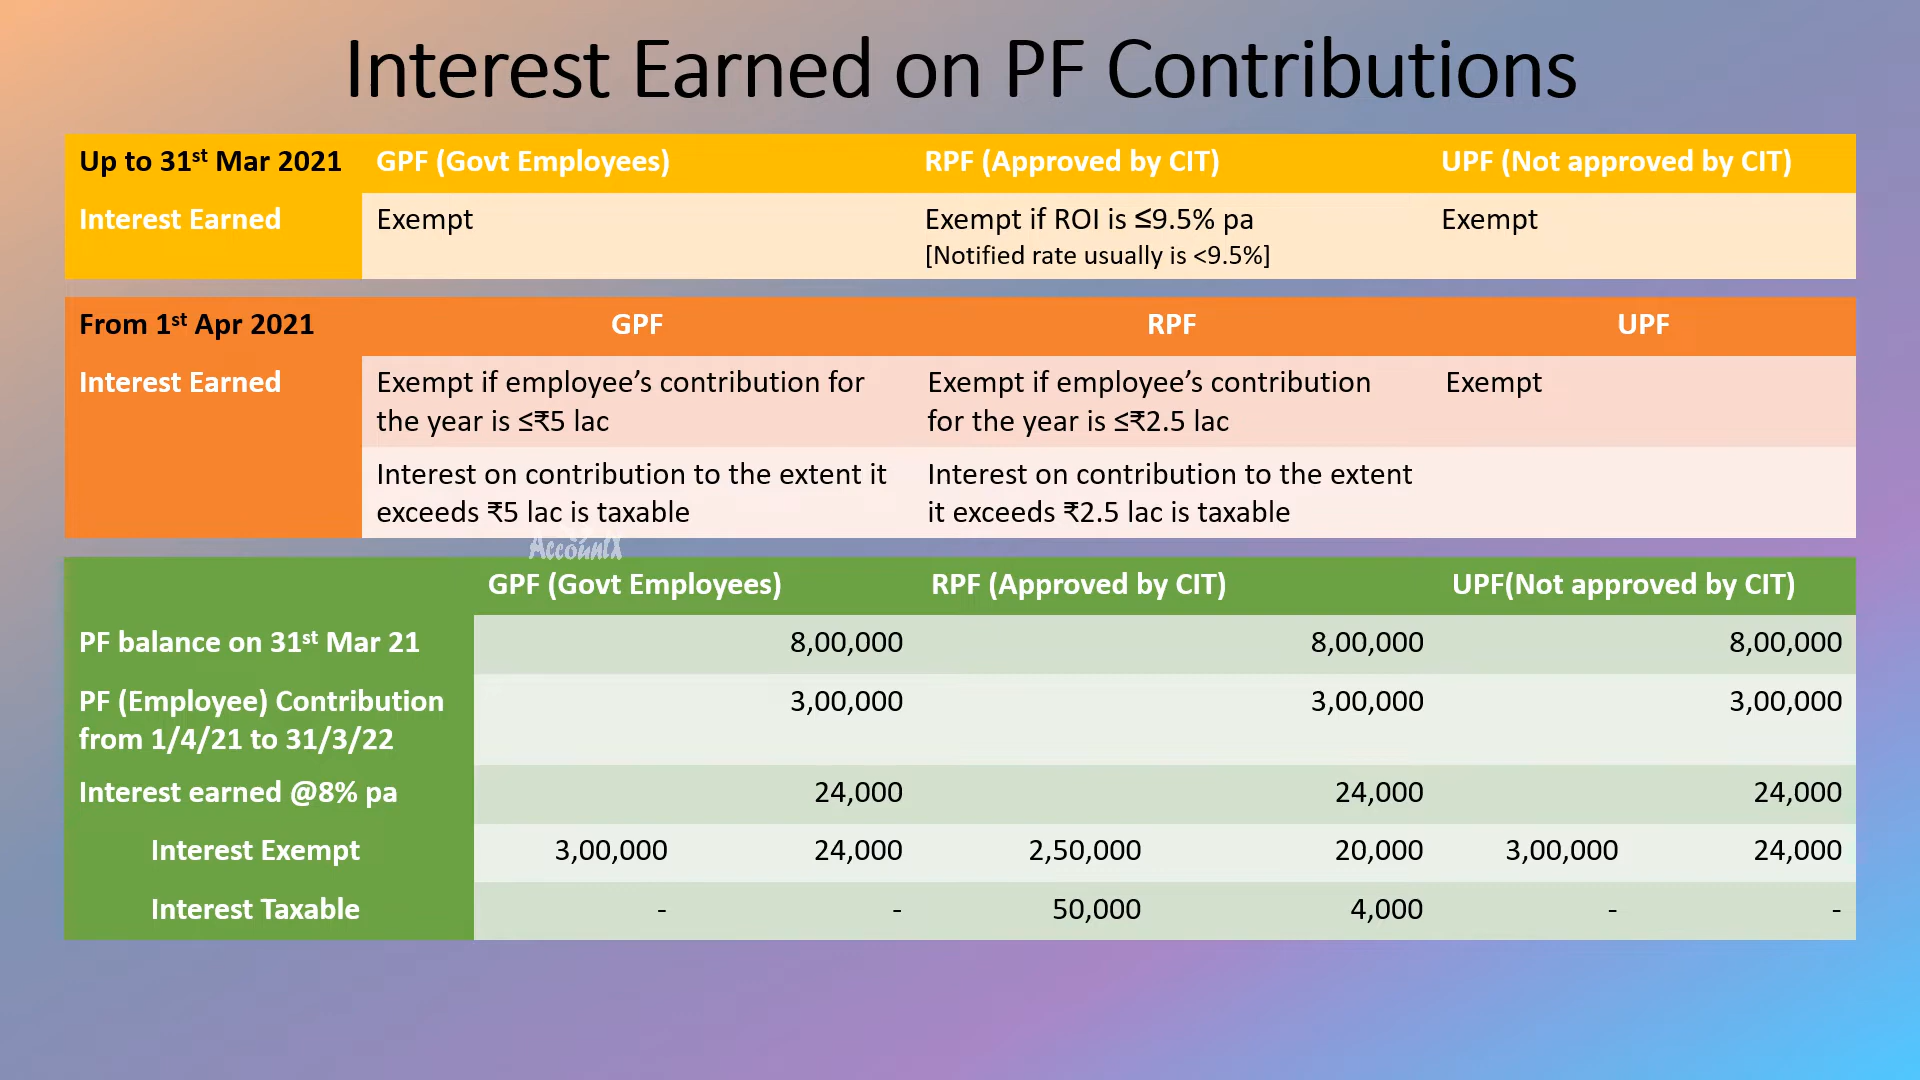 Interest Earned on PF Contributions
Up to 31st Mar 2021 GPF (Govt Employees) RPF (Approved by CIT) UPF (Not approved by CIT)
Interest Earned Exempt Exempt if ROI is ≤9.5% pa Exempt
[Notified rate usually is <9.5%]
From 1st Apr 2021 GPF RPF UPF
Interest Earned Exempt if employee’s contribution for Exempt if employee’s contribution Exempt
the year is ≤₹5 lac for the year is ≤₹2.5 lac
Interest on contribution to the extent it Interest on contribution to the extent
exceeds ₹5 lac is taxable it exceeds ₹2.5 lac is taxable
AccountX
GPF (Govt Employees) RPF (Approved by CIT) UPF(Not approved by CIT)
PF balance on 31st Mar 21 8,00,000 8,00,000 8,00,000
PF (Employee) Contribution 3,00,000 3,00,000 3,00,000
from 1/4/21 to 31/3/22
Interest earned @8% pa 24,000 24,000 24,000
Interest Exempt 3,00,000 24,000 2,50,000 20,000 3,00,000 24,000
Interest Taxable - - 50,000 4,000 - -